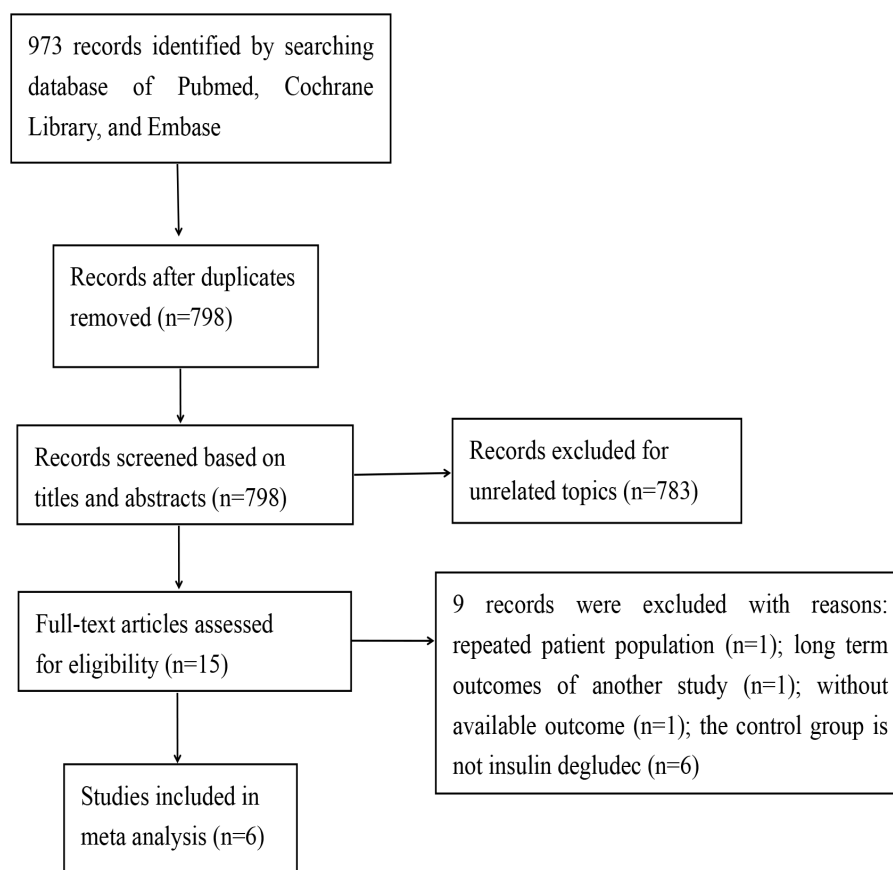 973 records identified by searching
database of Pubmed, Cochrane
Library, and Embase
Records after duplicates
removed (n=798)
Records screened based on
titles and abstracts (n=798)
Records excluded for
unrelated topics (n=783)
Full-text articles assessed
for eligibility (n=15)
9 records were excluded with reasons:
repeated patient population (n=1); long term
outcomes of another study (n=1); without
available outcome (n=1); the control group is
not insulin degludec (n=6)
Studies included in
meta analysis (n=6)